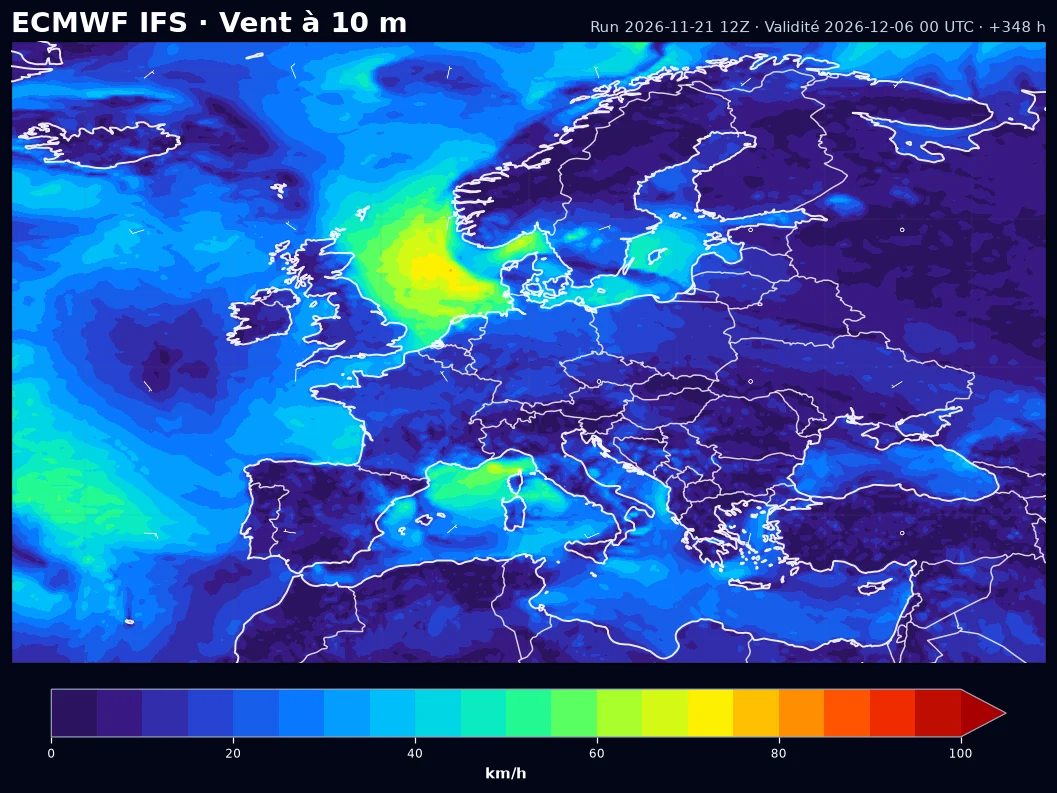 ECMWF IFS · Vent à 10 m
Run 2026-11-21 12Z · Validité 2026-12-06 00 UTC · +348 h
0 20 40 60 80 100
km/h